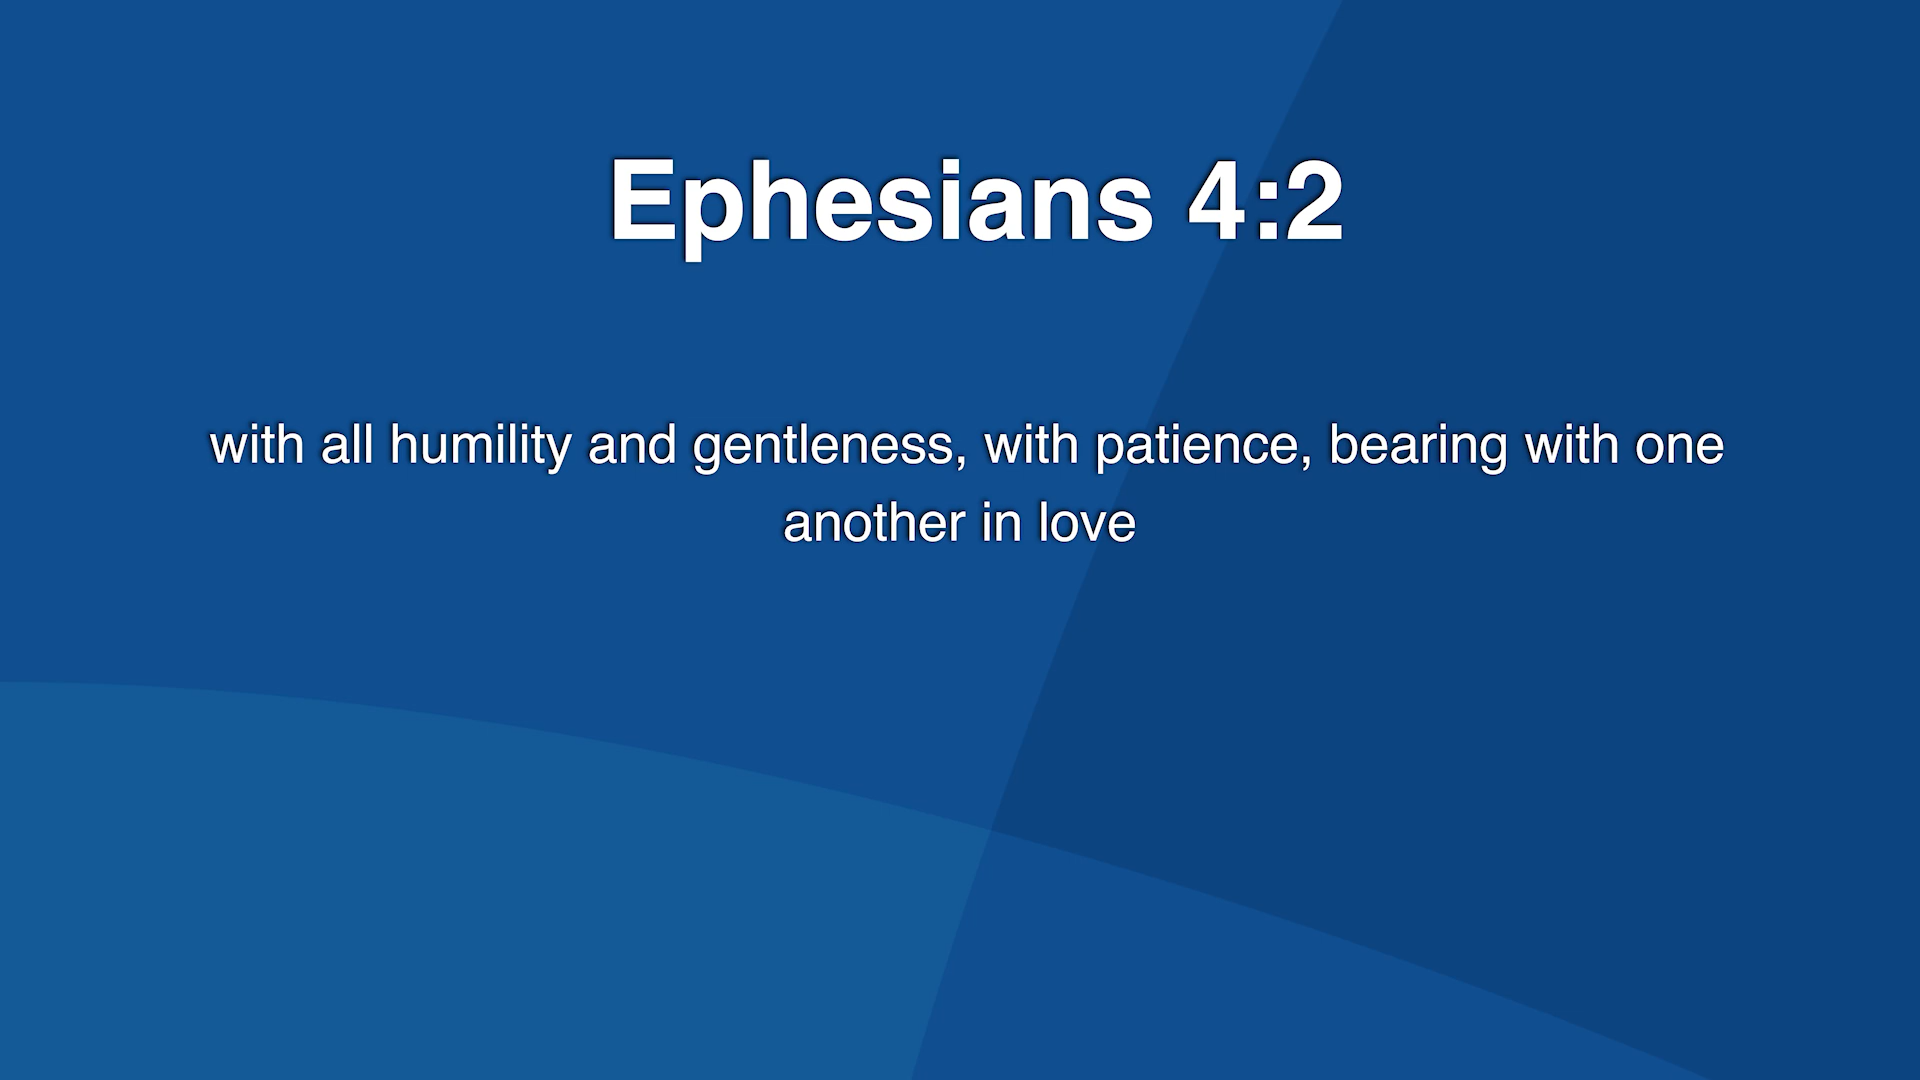 Ephesians 4:2
with all humility and gentleness, with patience, bearing with one
another in love